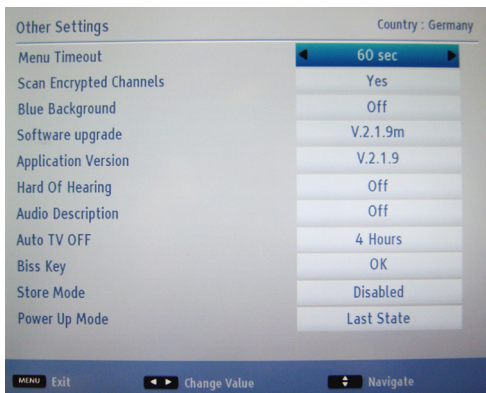 Other Settings Country : Germany
Menu Timeout 60 sec
Scan Encrypted Channels Yes
Blue Background Off
Software upgrade V.2.1.9m
Application Version V.2.1.9
Hard Of Hearing Off
Audio Description Off
Auto TV OFF 4 Hours
Biss Key OK
Store Mode Disabled
Power Up Mode Last State
MENU Exit Change Value Navigate